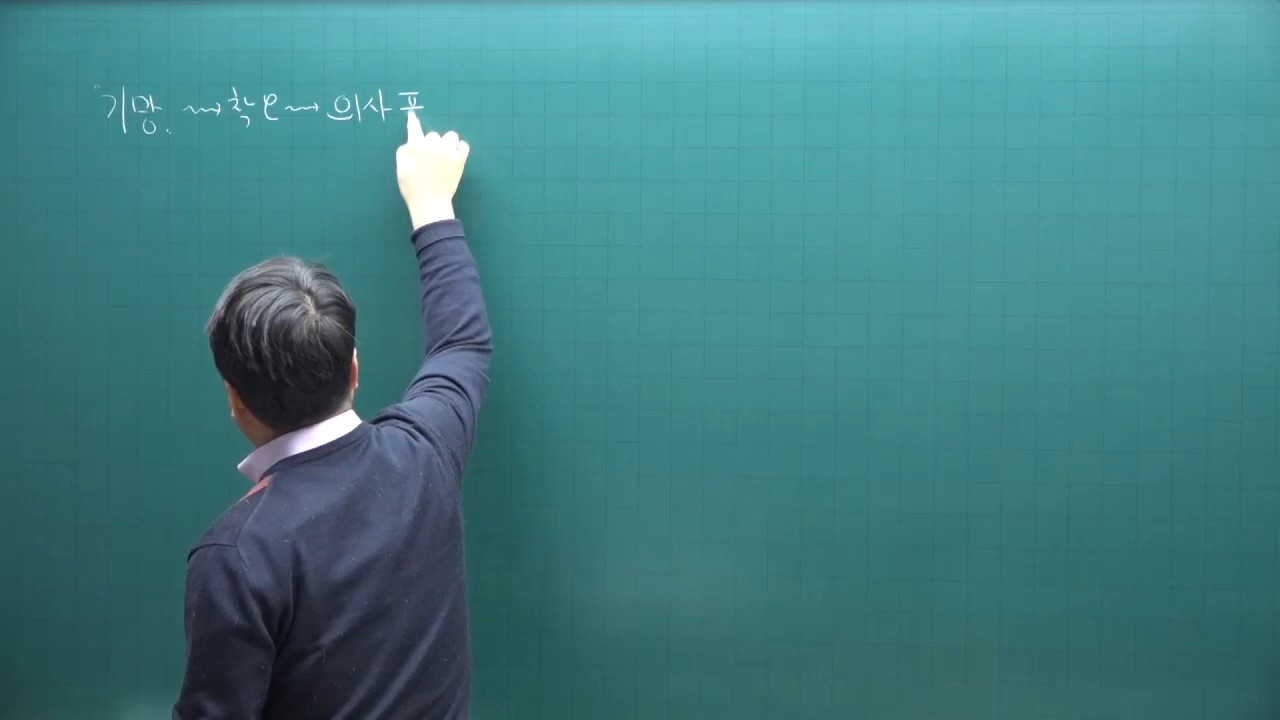 기망 → 착오 → 의사표